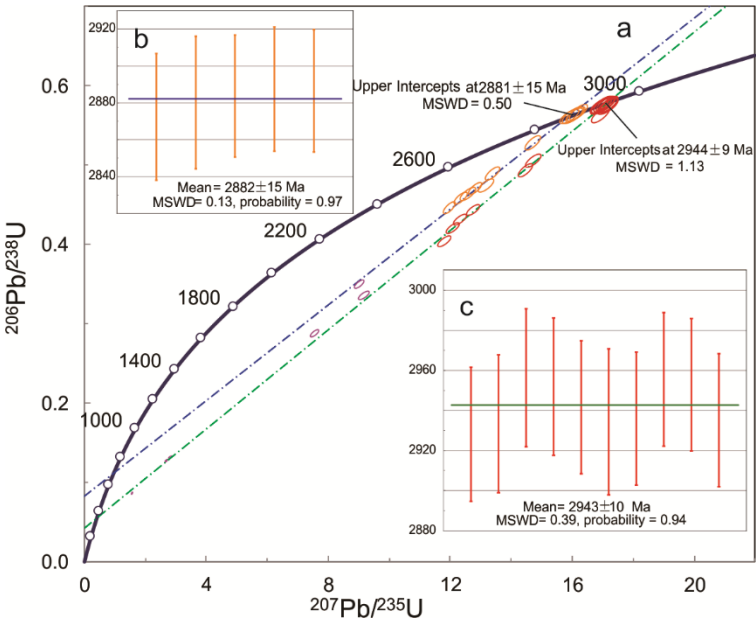 a
b
2920
2880
2840
Mean = 2882±15 Ma
MSWD = 0.13, probability = 0.97
Upper Intercepts at2881±15 Ma
MSWD = 0.50
3000
Upper Intercepts at 2944±9 Ma
MSWD = 1.13
2600
2200
1800
1400
1000
c
3000
2960
2920
2880
Mean = 2943±10 Ma
MSWD= 0.39, probability = 0.94
0.6
0.4
0.2
0.0
206Pb/238U
0
4
8
12
16
20
207Pb/235U